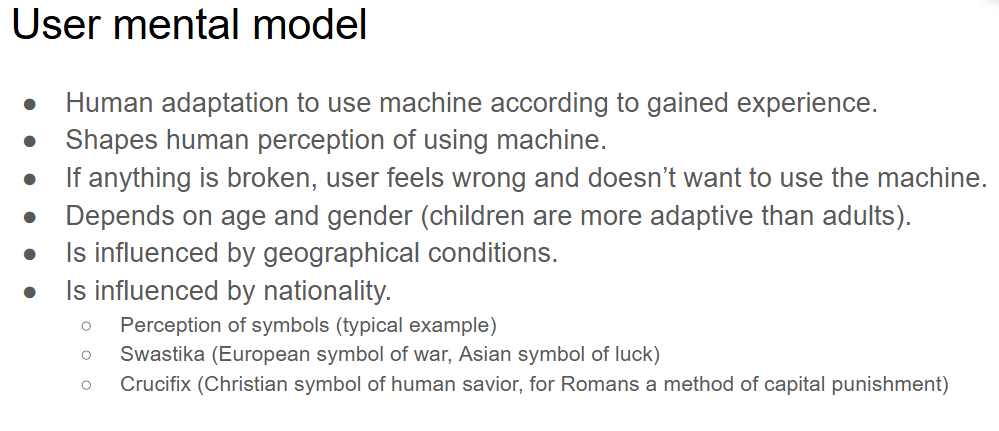 User mental model
● Human adaptation to use machine according to gained experience.
● Shapes human perception of using machine.
● If anything is broken, user feels wrong and doesn’t want to use the machine.
● Depends on age and gender (children are more adaptive than adults).
● Is influenced by geographical conditions.
● Is influenced by nationality.
○ Perception of symbols (typical example)
○ Swastika (European symbol of war, Asian symbol of luck)
○ Crucifix (Christian symbol of human savior, for Romans a method of capital punishment)